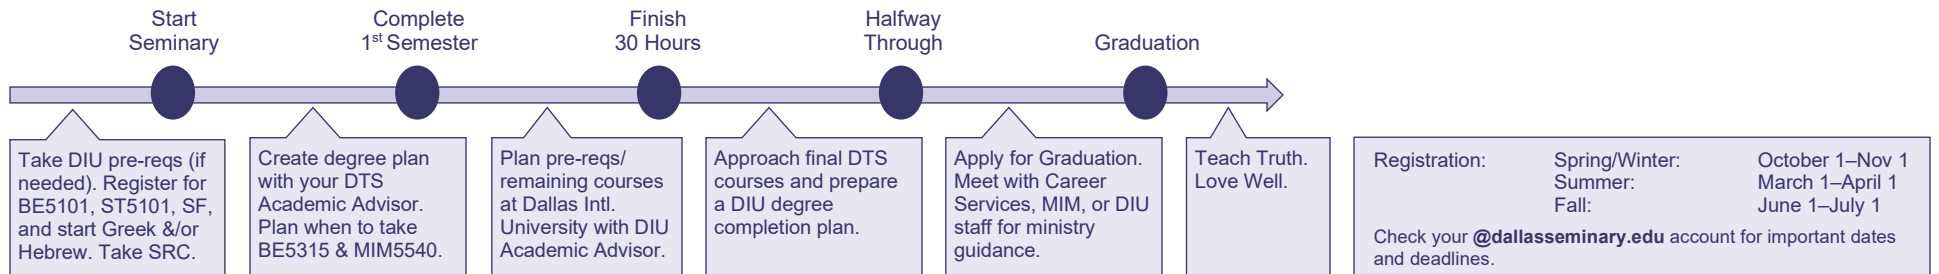 Start
Seminary
Complete
1st Semester
Finish
30 Hours
Halfway
Through
Graduation
Take DIU pre-reqs (if
needed). Register for
BE5101, ST5101, SF,
and start Greek &/or
Hebrew. Take SRC.
Create degree plan
with your DTS
Academic Advisor.
Plan when to take
BE5315 & MIM5540.
Plan pre-reqs/
remaining courses
at Dallas Intl.
University with DIU
Academic Advisor.
Approach final DTS
courses and prepare
a DIU degree
completion plan.
Apply for Graduation.
Meet with Career
Services, MIM, or DIU
staff for ministry
guidance.
Teach Truth.
Love Well.
Registration: Spring/Winter: October 1–Nov 1
Summer: March 1–April 1
Fall: June 1–July 1
Check your @dallasseminary.edu account for important dates
and deadlines.